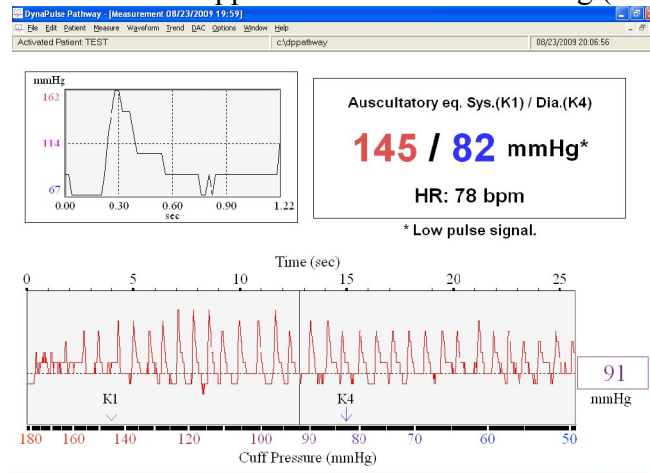 DynaPulse Pathway - [Measurement 08/23/2009 19:59]
File Edit Patient Measure Waveform Trend DAC Options Window Help
Activated Patient: TEST c:\dppathway 08/23/2009 20:06:56
mmHg
162
114
67
0.00 0.30 0.60 0.90 1.22
sec
Auscultatory eq. Sys.(K1) / Dia.(K4)
145 / 82 mmHg*
HR: 78 bpm
* Low pulse signal.
Time (sec)
0 5 10 15 20 25
K1 K4
91
mmHg
180 160 140 120 100 90 80 70 60 50
Cuff Pressure (mmHg)